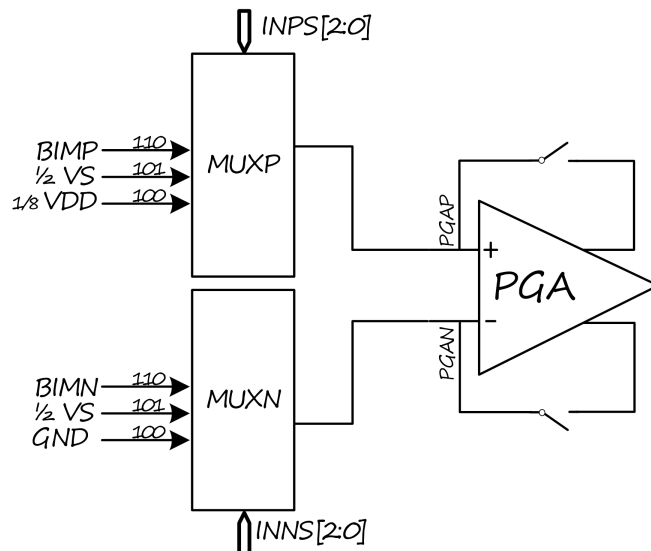 INPS[2:0]
BIMP 110
½ VS 101
1/8 VDD 100
MUXP
PGAP
+
PGA
-
PGAN
BIMN 110
½ VS 101
GND 100
MUXN
INNS[2:0]